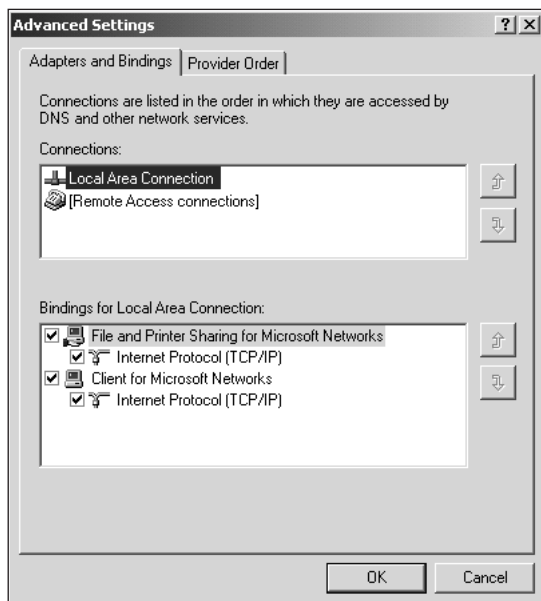 Advanced Settings
Adapters and Bindings
Provider Order
Connections are listed in the order in which they are accessed by
DNS and other network services.
Connections:
Local Area Connection
[Remote Access connections]
Bindings for Local Area Connection:
File and Printer Sharing for Microsoft Networks
Internet Protocol (TCP/IP)
Client for Microsoft Networks
Internet Protocol (TCP/IP)
OK
Cancel